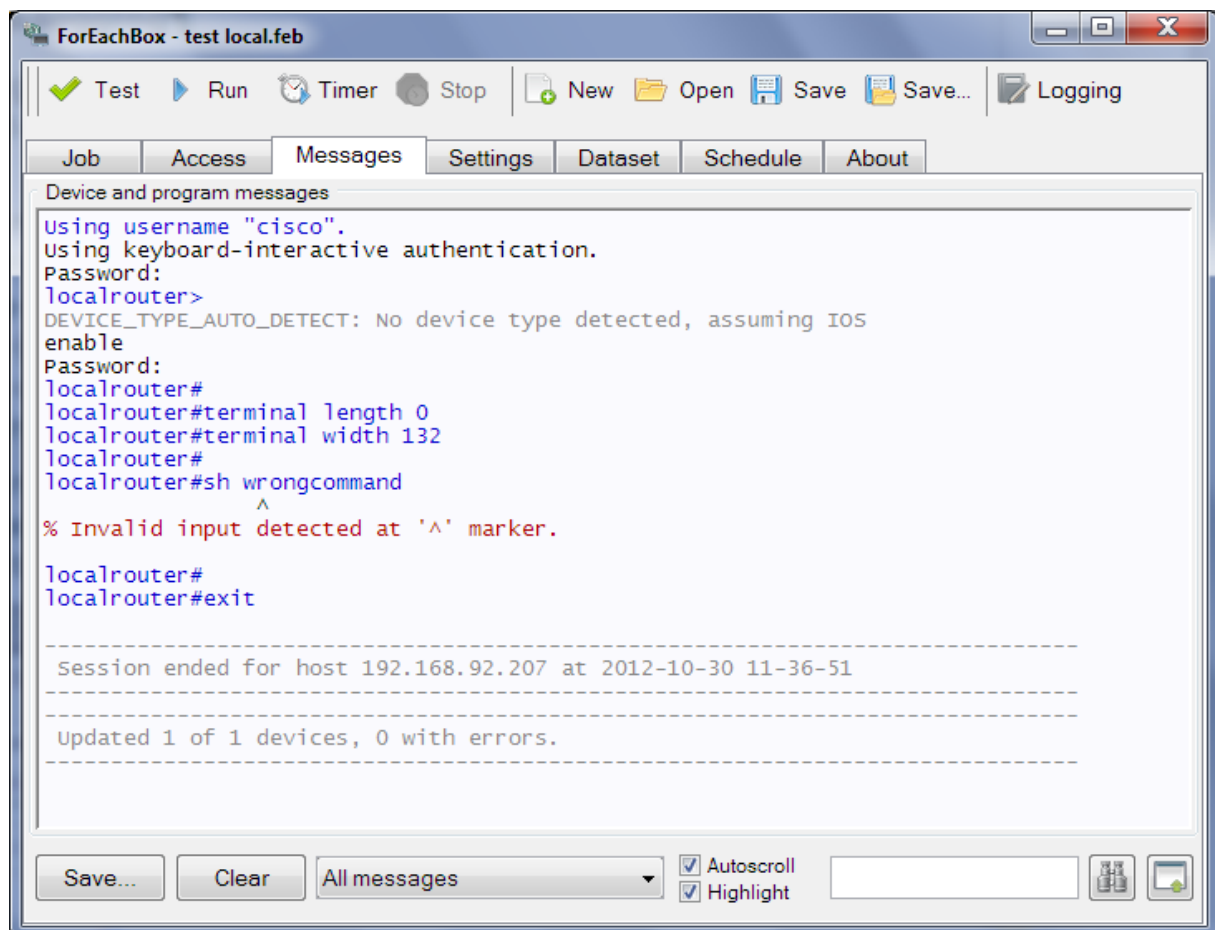 ForEachBox - test local.feb
Test Run Timer Stop New Open Save Save... Logging
Job Access Messages Settings Dataset Schedule About
Device and program messages
Using username "cisco".
Using keyboard-interactive authentication.
Password:
localrouter>
DEVICE_TYPE_AUTO_DETECT: No device type detected, assuming IOS
enable
Password:
localrouter#
localrouter#terminal length 0
localrouter#terminal width 132
localrouter#
localrouter#sh wrongcommand
^
% Invalid input detected at '^' marker.
localrouter#
localrouter#exit
-------------------------------------------------------------------------------
Session ended for host 192.168.92.207 at 2012-10-30 11-36-51
-------------------------------------------------------------------------------
-------------------------------------------------------------------------------
Updated 1 of 1 devices, 0 with errors.
-------------------------------------------------------------------------------
Save... Clear All messages Autoscroll
Highlight